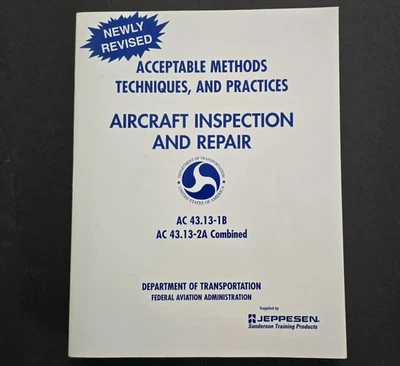 NEWLY
REVISED
ACCEPTABLE METHODS
TECHNIQUES, AND PRACTICES
AIRCRAFT INSPECTION
AND REPAIR
DEPARTMENT OF TRANSPORTATION
UNITED STATES OF AMERICA
AC 43.13-1B
AC 43.13-2A Combined
DEPARTMENT OF TRANSPORTATION
FEDERAL AVIATION ADMINISTRATION
Supplied by
JEPPESEN.
Sanderson Training Products